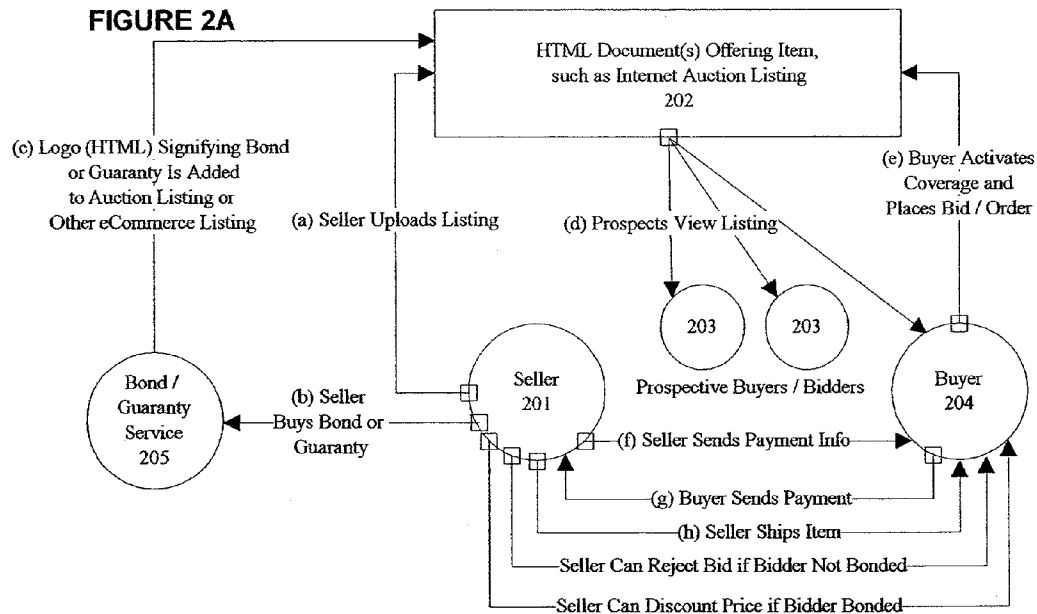 FIGURE 2A
HTML Document(s) Offering Item,
such as Internet Auction Listing
202
(c) Logo (HTML) Signifying Bond
or Guaranty Is Added
to Auction Listing or
Other eCommerce Listing
(a) Seller Uploads Listing
(d) Prospects View Listing
(e) Buyer Activates
Coverage and
Places Bid / Order
203
203
Prospective Buyers / Bidders
Bond /
Guaranty
Service
205
(b) Seller
Buys Bond or
Guaranty
Seller
201
Buyer
204
(f) Seller Sends Payment Info
(g) Buyer Sends Payment
(h) Seller Ships Item
Seller Can Reject Bid if Bidder Not Bonded
Seller Can Discount Price if Bidder Bonded